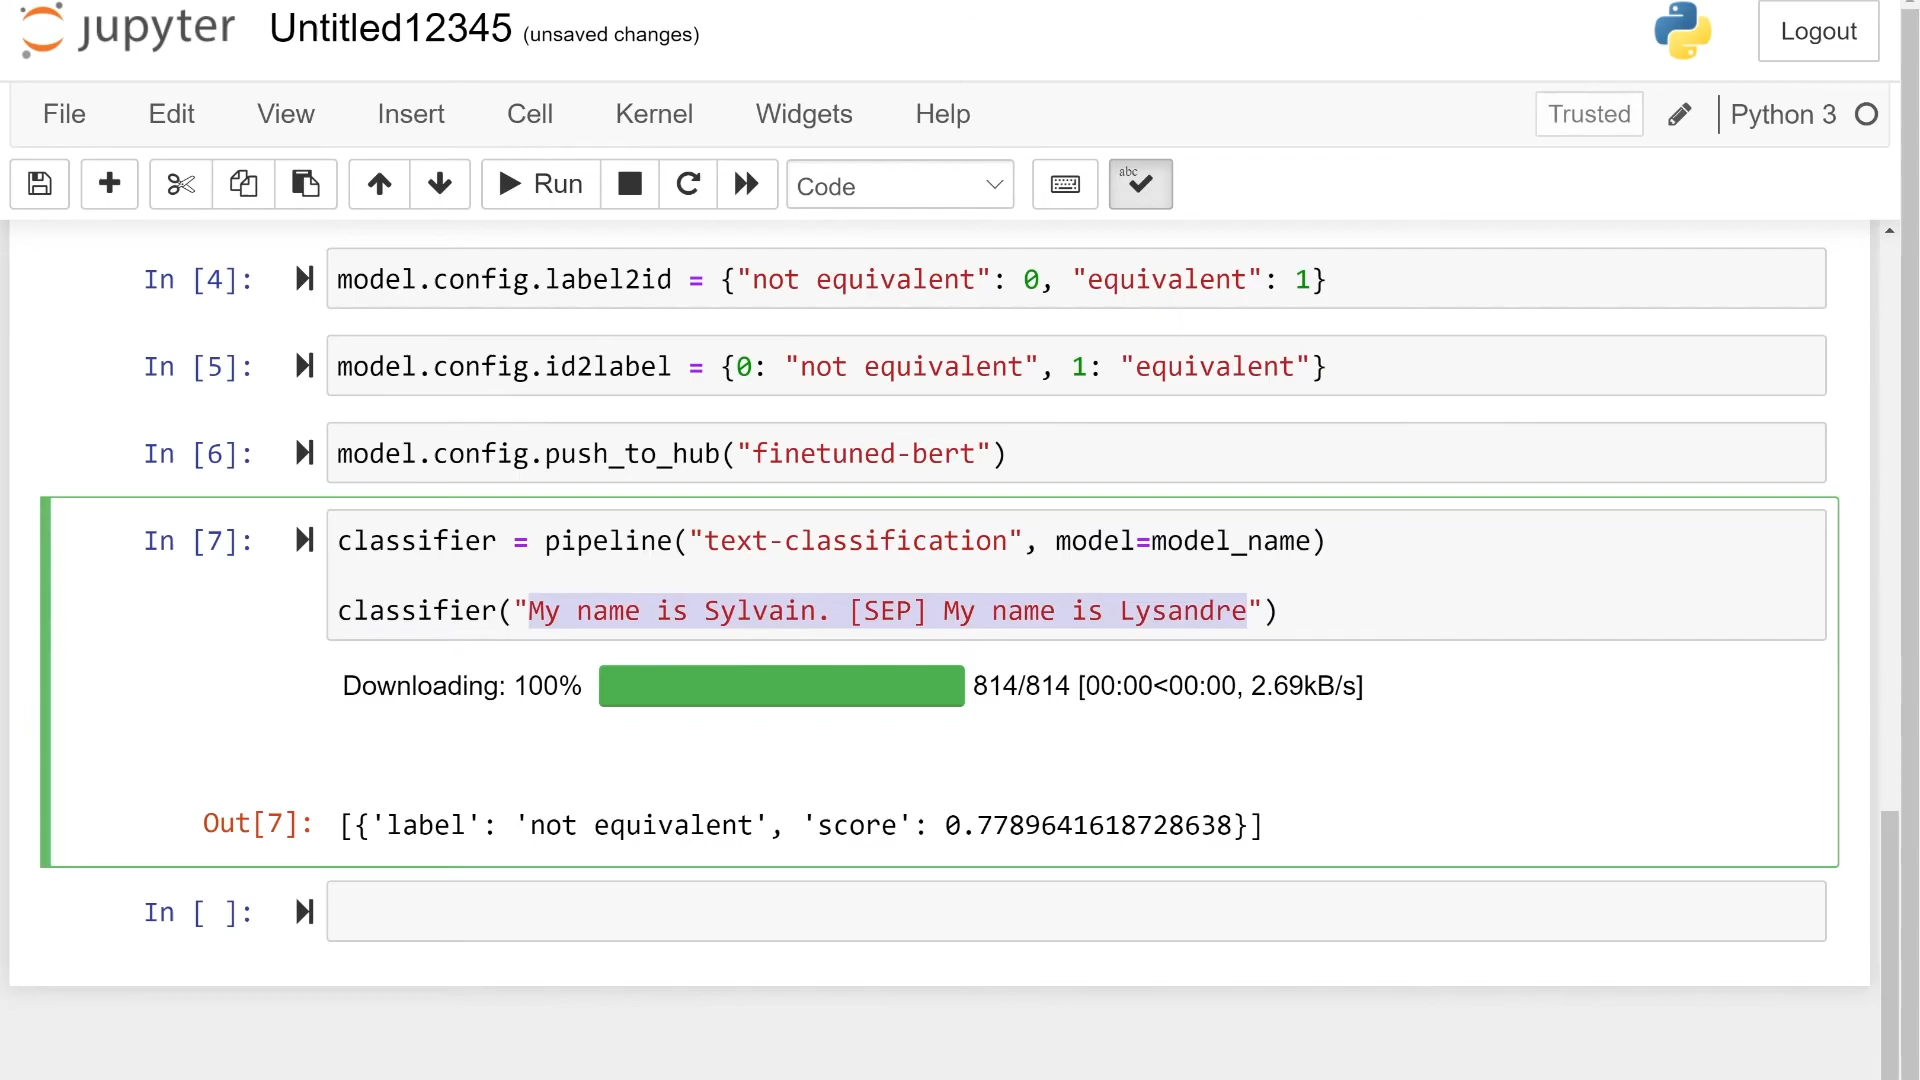 jupyter Untitled12345 (unsaved changes) Logout
File Edit View Insert Cell Kernel Widgets Help Trusted Python 3
Run Code abc
In [4]: model.config.label2id = {"not equivalent": 0, "equivalent": 1}
In [5]: model.config.id2label = {0: "not equivalent", 1: "equivalent"}
In [6]: model.config.push_to_hub("finetuned-bert")
In [7]: classifier = pipeline("text-classification", model=model_name)
classifier("My name is Sylvain. [SEP] My name is Lysandre")
Downloading: 100% 814/814 [00:00<00:00, 2.69kB/s]
Out[7]: [{'label': 'not equivalent', 'score': 0.7789641618728638}]
In [ ]: